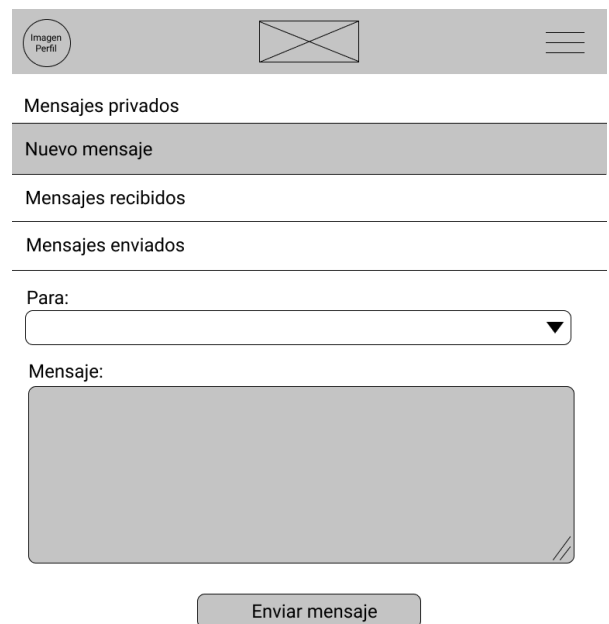 Imagen
Perfil
Mensajes privados
Nuevo mensaje
Mensajes recibidos
Mensajes enviados
Para:
Mensaje:
Enviar mensaje